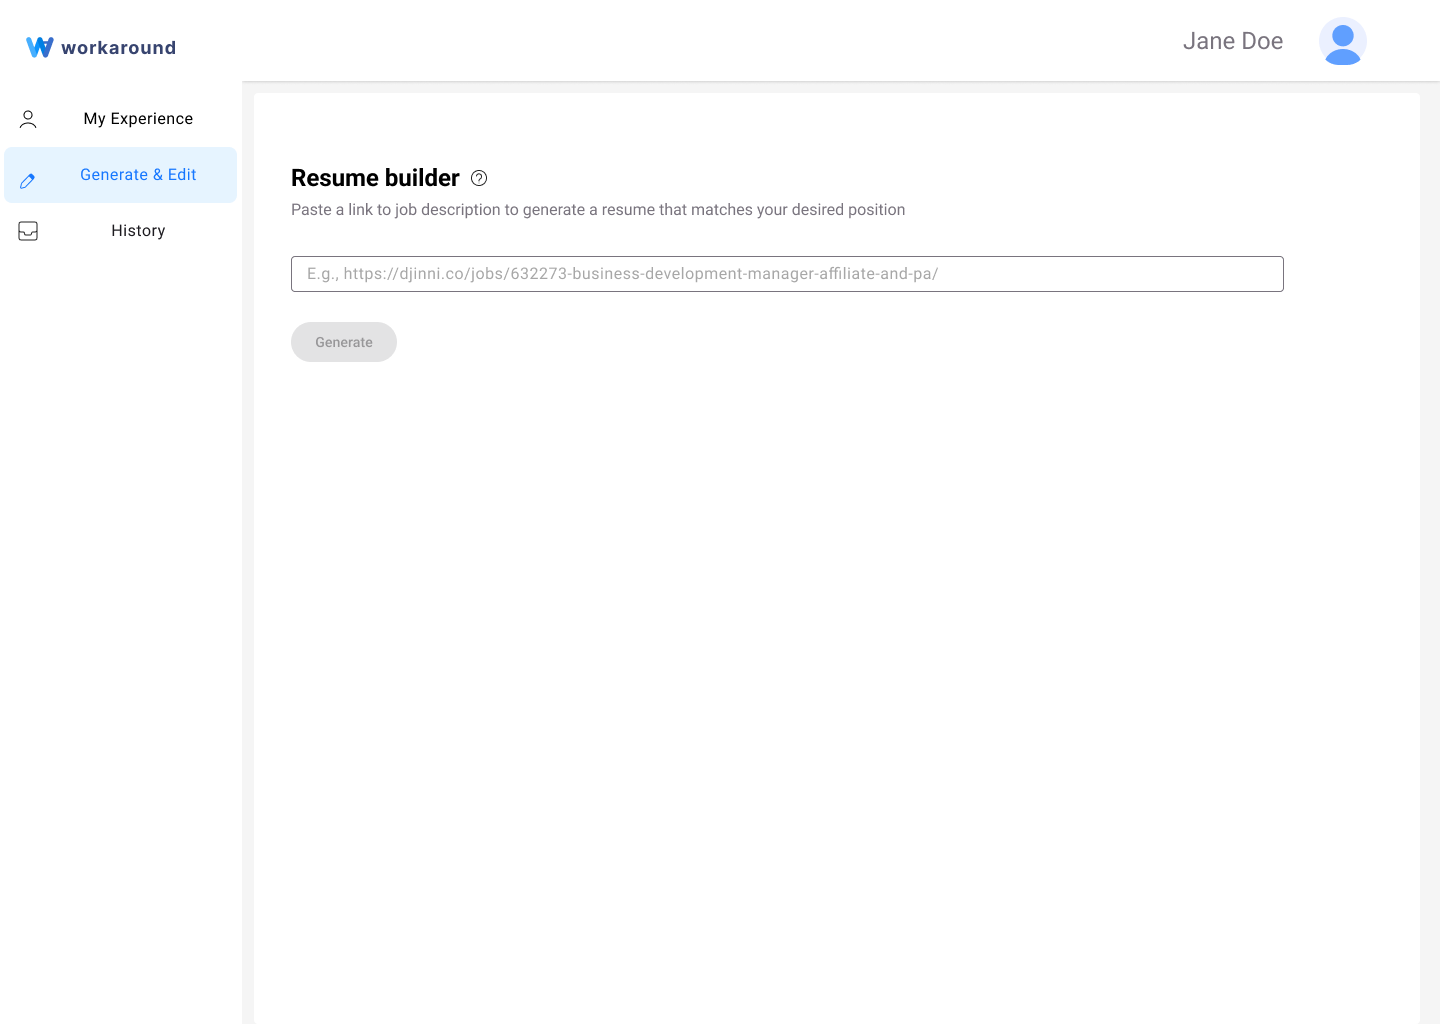 workaround
Jane Doe
My Experience
Generate & Edit
History
Resume builder ?
Paste a link to job description to generate a resume that matches your desired position
E.g., https://djinni.co/jobs/632273-business-development-manager-affiliate-and-pa/
Generate